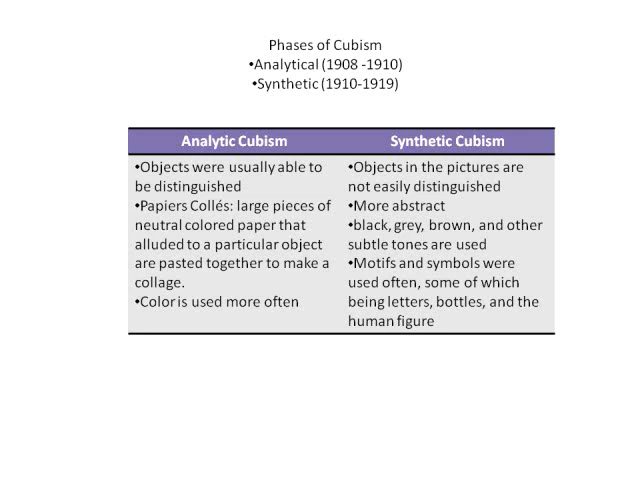 Phases of Cubism
•Analytical (1908 -1910)
•Synthetic (1910-1919)
Analytic Cubism
Synthetic Cubism
•Objects were usually able to
be distinguished
•Papiers Collés: large pieces of
neutral colored paper that
alluded to a particular object
are pasted together to make a
collage.
•Color is used more often
•Objects in the pictures are
not easily distinguished
•More abstract
•black, grey, brown, and other
subtle tones are used
•Motifs and symbols were
used often, some of which
being letters, bottles, and the
human figure